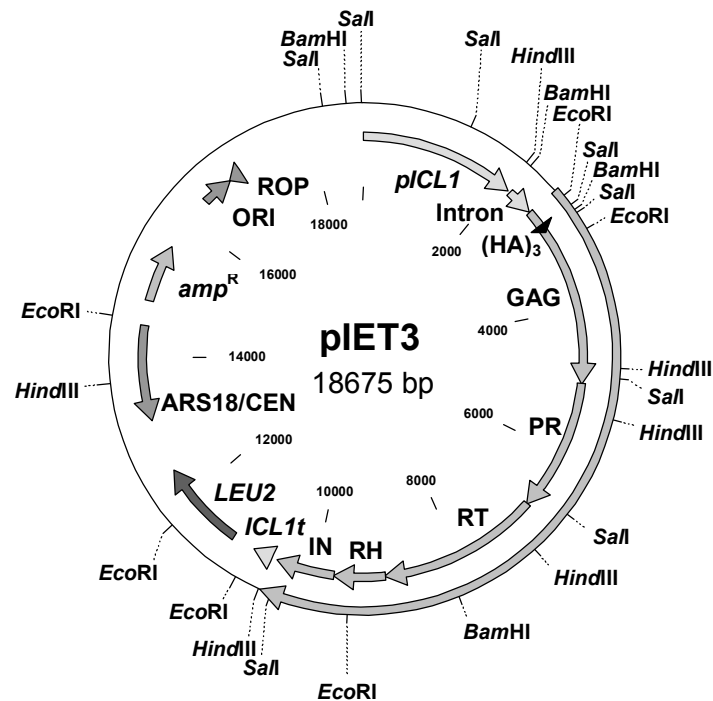 SalI
BamHI
SalI
SalI
HindIII
BamHI
EcoRI
SalI
BamHI
SalI
EcoRI
pICL1
Intron
(HA)3
ROP
ORI
ampR
18000
2000
16000
GAG
4000
EcoRI
pIET3
18675 bp
14000
HindIII
ARS18/CEN
HindIII
SalI
HindIII
PR
6000
12000
LEU2
10000
8000
RT
ICL1t
IN
RH
SalI
HindIII
EcoRI
EcoRI
HindIII
SalI
BamHI
EcoRI